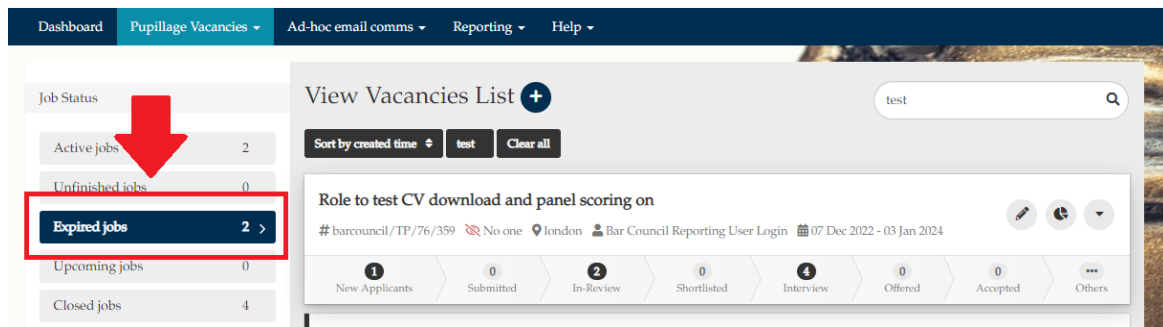 Dashboard Pupillage Vacancies Ad-hoc email comms Reporting Help
Job Status
Active jobs 2
Unfinished jobs 0
Expired jobs 2
Upcoming jobs 0
Closed jobs 4
View Vacancies List
test
Sort by created time test Clear all
Role to test CV download and panel scoring on
# barcouncil/TP/76/359 No one london Bar Council Reporting User Login 07 Dec 2022 - 03 Jan 2024
1 0 2 0 4 0 0 ...
New Applicants Submitted In-Review Shortlisted Interview Offered Accepted Others